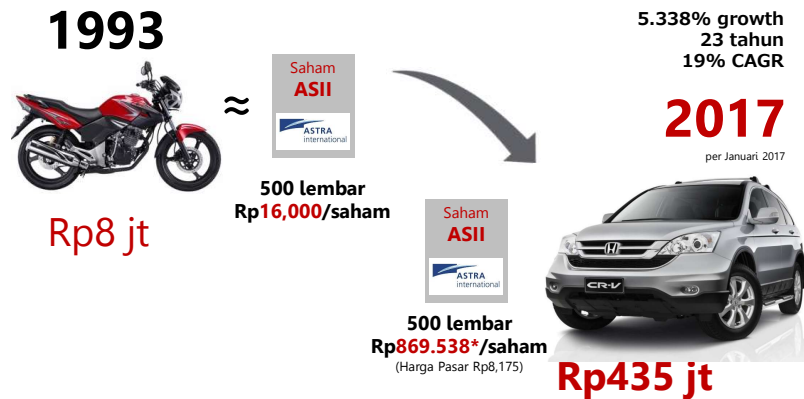 1993
Saham
ASII
ASTRA
international
≈
500 lembar
Rp16,000/saham
Rp8 jt
5.338% growth
23 tahun
19% CAGR
2017
per Januari 2017
Saham
ASII
ASTRA
international
500 lembar
Rp869.538*/saham
(Harga Pasar Rp8,175)
CR-V
Rp435 jt